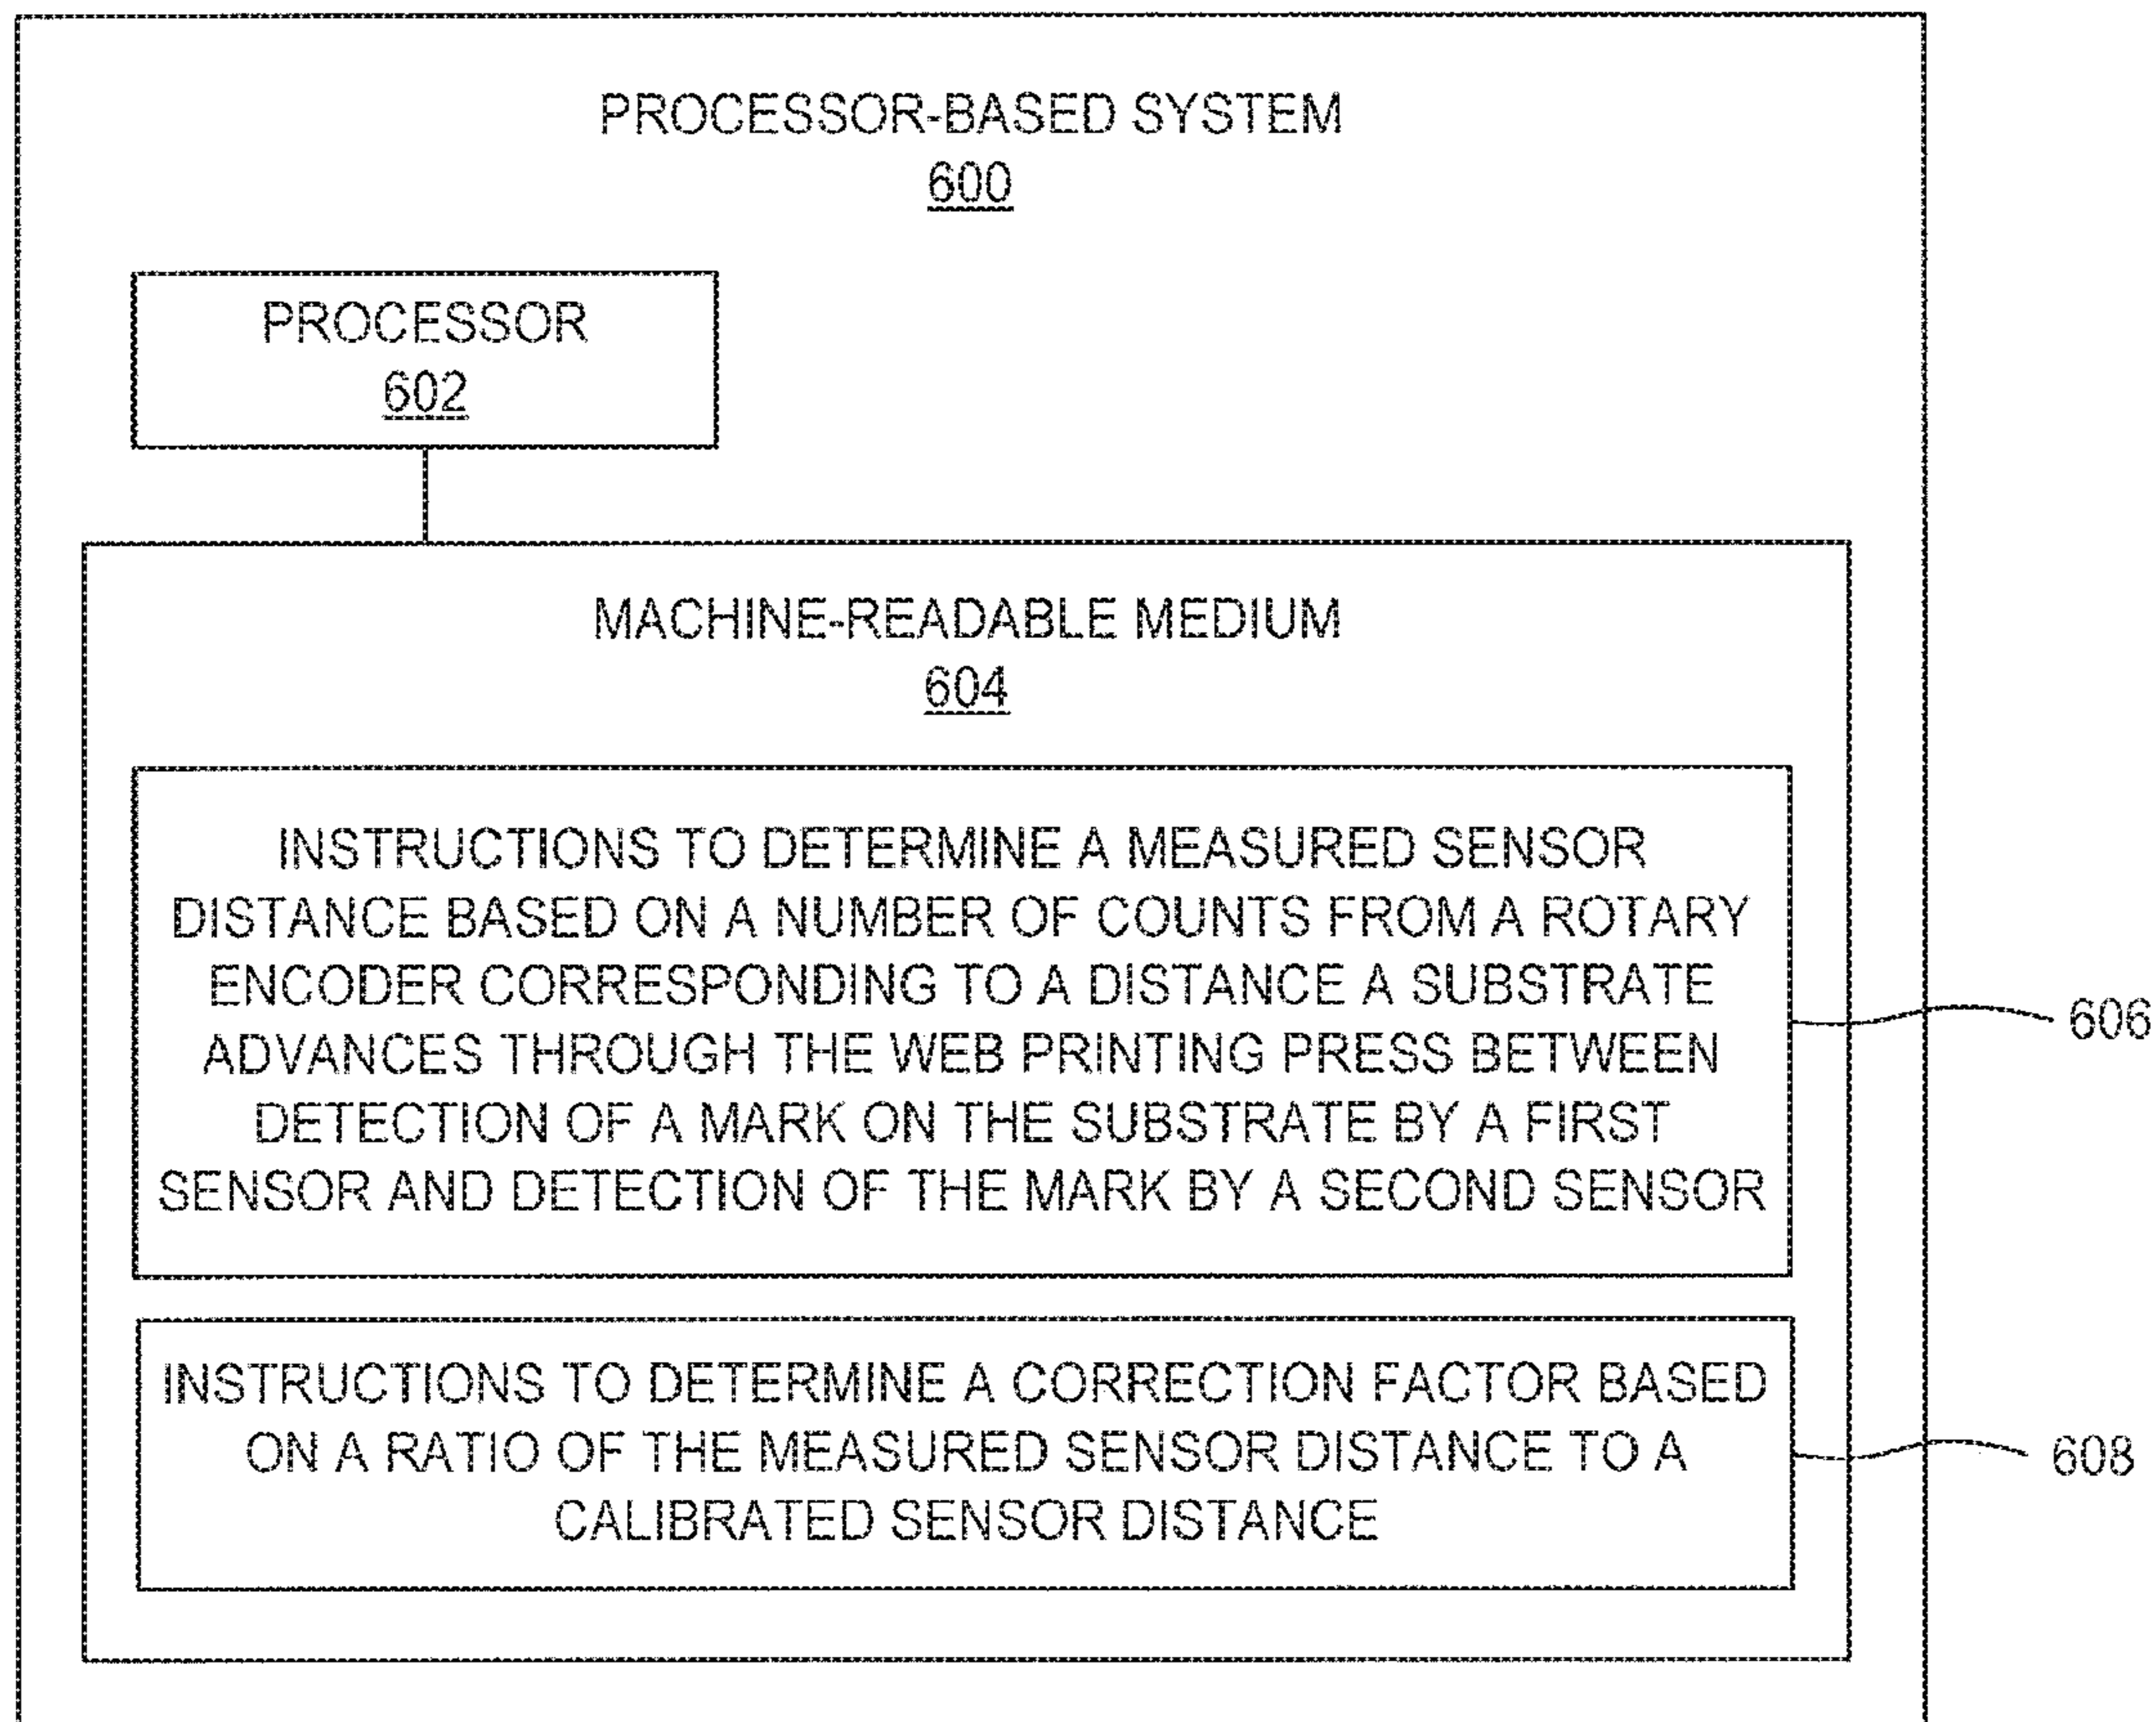 PROCESSOR-BASED SYSTEM
600
PROCESSOR
602
MACHINE-READABLE MEDIUM
604
INSTRUCTIONS TO DETERMINE A MEASURED SENSOR
DISTANCE BASED ON A NUMBER OF COUNTS FROM A ROTARY
ENCODER CORRESPONDING TO A DISTANCE A SUBSTRATE
ADVANCES THROUGH THE WEB PRINTING PRESS BETWEEN
DETECTION OF A MARK ON THE SUBSTRATE BY A FIRST
SENSOR AND DETECTION OF THE MARK BY A SECOND SENSOR
606
INSTRUCTIONS TO DETERMINE A CORRECTION FACTOR BASED
ON A RATIO OF THE MEASURED SENSOR DISTANCE TO A
CALIBRATED SENSOR DISTANCE
608